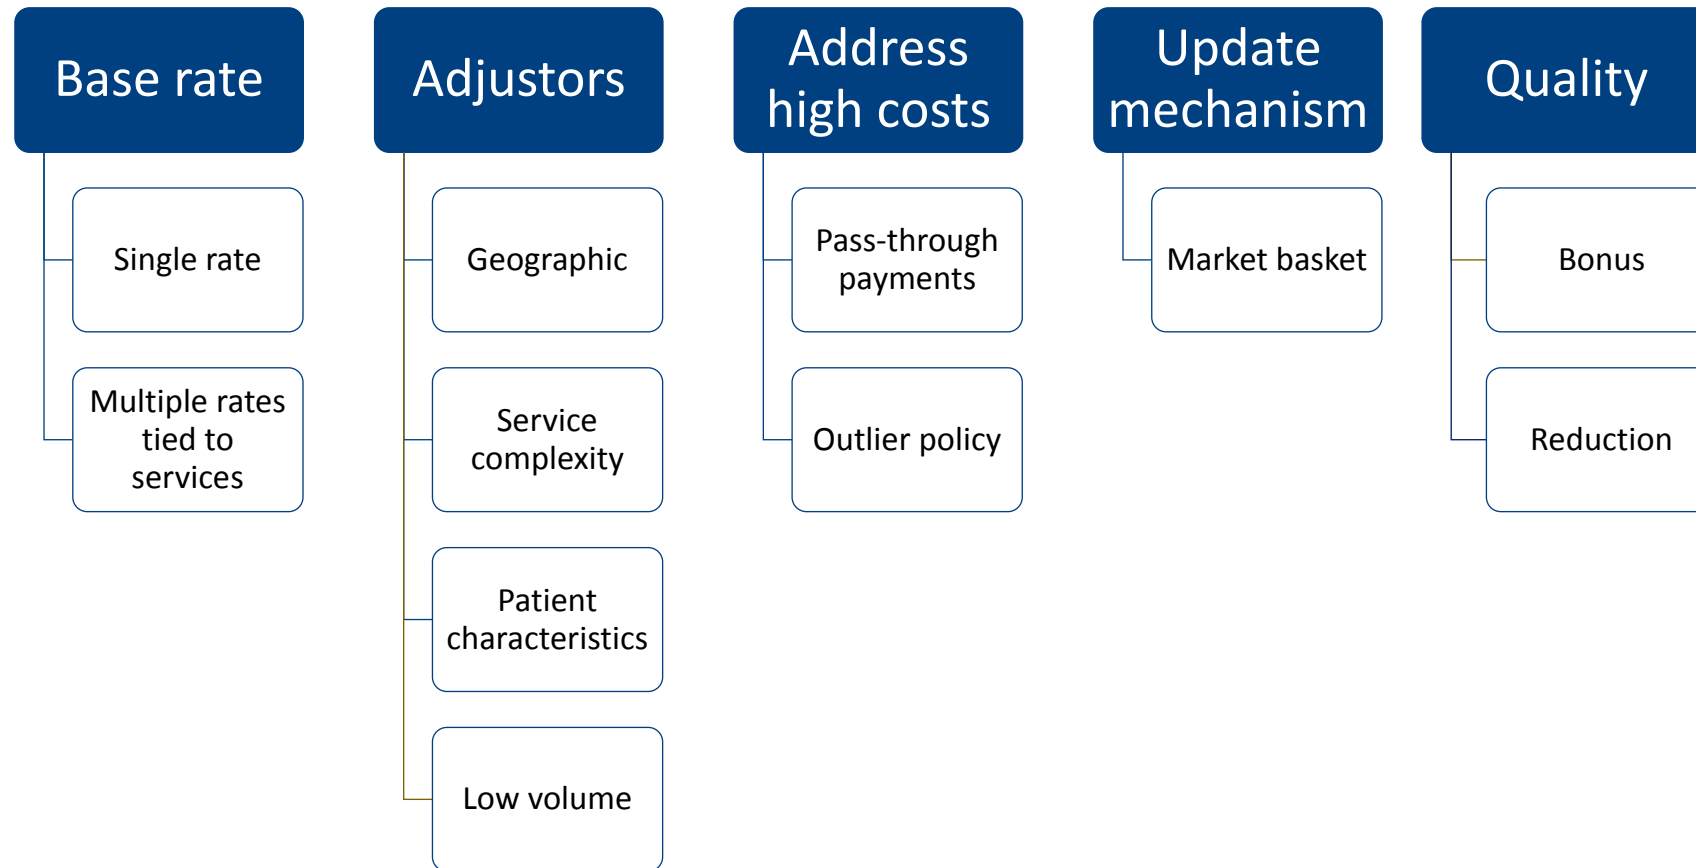 Base rate
Single rate
Multiple rates
tied to
services
Adjustors
Geographic
Service
complexity
Patient
characteristics
Low volume
Address
high costs
Pass-through
payments
Outlier policy
Update
mechanism
Market basket
Quality
Bonus
Reduction